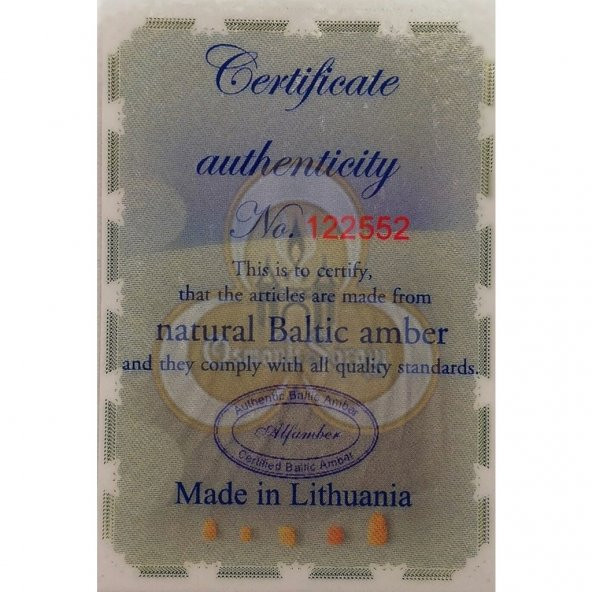 Certificate
authenticity
No. 122552
This is to certify,
that the articles are made from
natural Baltic amber
and they comply with all quality standards.
Authentic Baltic Amber
Alfamber
Certified Baltic Amber
Made in Lithuania